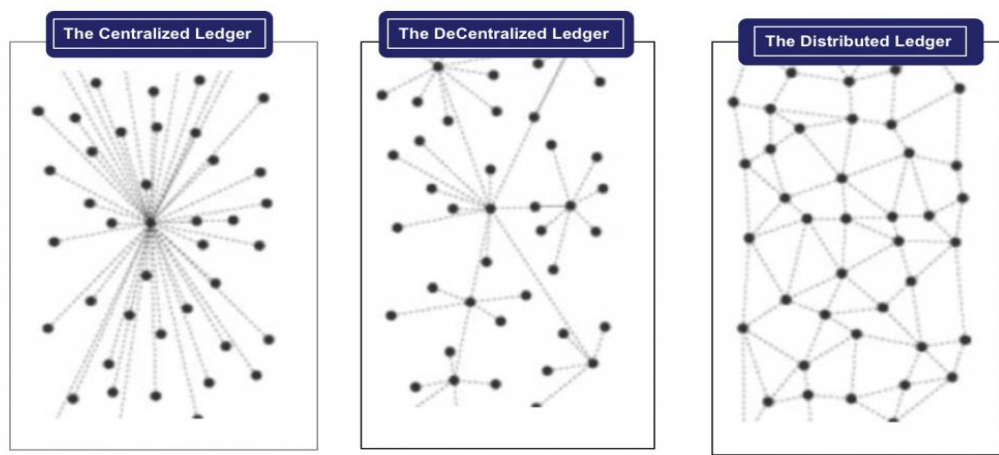 The Centralized Ledger
The DeCentralized Ledger
The Distributed Ledger